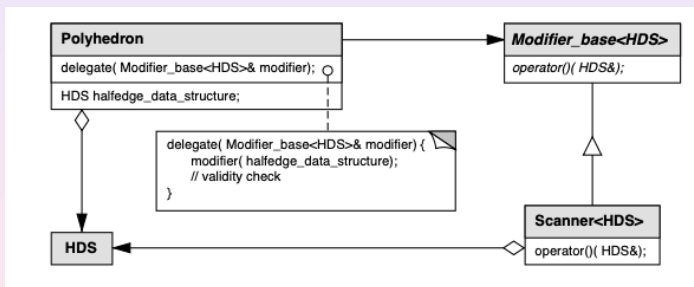 Polyhedron
delegate( Modifier_base<HDS>& modifier);
HDS halfedge_data_structure;
Modifier_base<HDS>
operator()( HDS&);
delegate( Modifier_base<HDS>& modifier) {
modifier( halfedge_data_structure);
// validity check
}
HDS
Scanner<HDS>
operator()( HDS&);